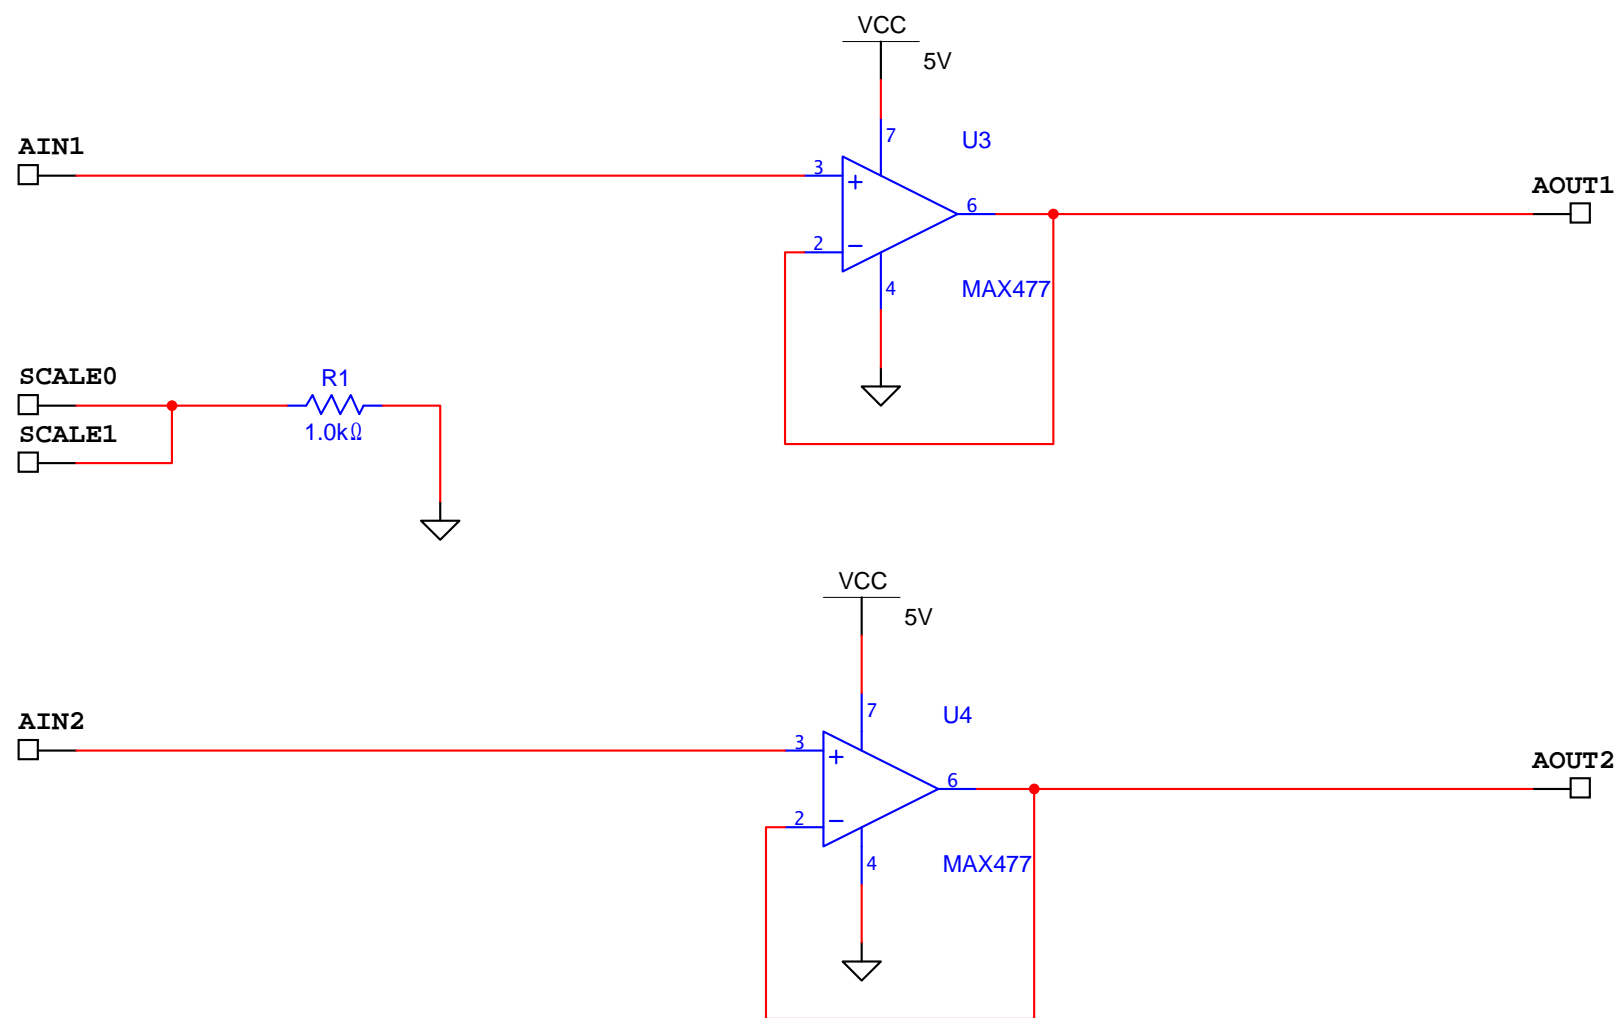 VCC
5V
AIN1
3
7
U3
+
6
AOUT1
2
−
4
MAX477
SCALE0
R1
SCALE1
1.0kΩ
VCC
5V
AIN2
3
7
U4
+
6
AOUT2
2
−
4
MAX477